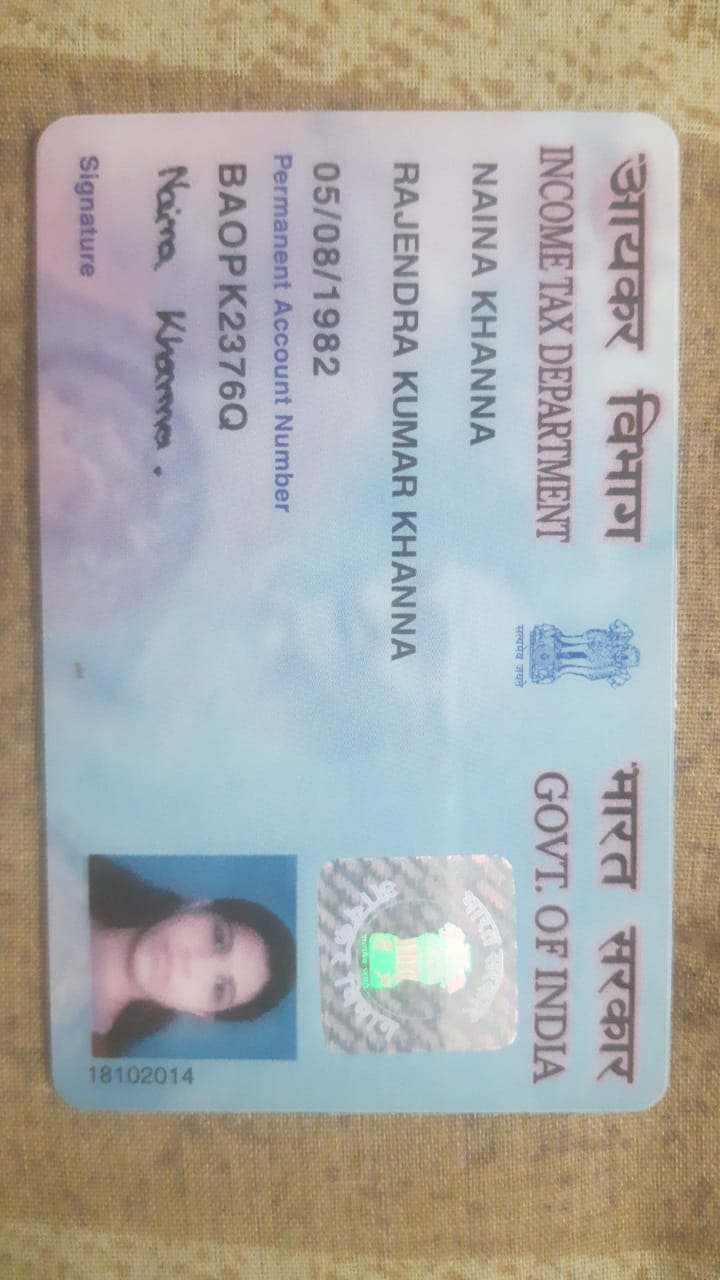 आयकर विभाग
भारत सरकार
INCOME TAX DEPARTMENT
GOVT. OF INDIA
सत्यमेव जयते
NAINA KHANNA
RAJENDRA KUMAR KHANNA
05/08/1982
Permanent Account Number
BAOPK2376Q
Naina Khanna.
Signature
भारत सरकार
सत्यमेव जयते
आयकर विभाग
18102014